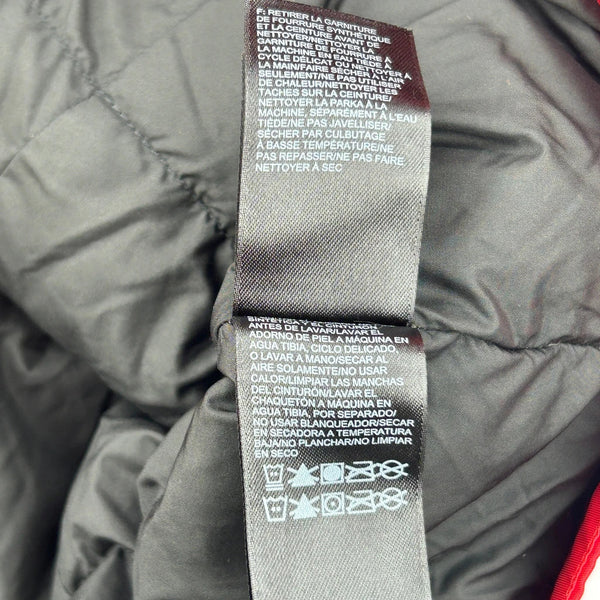 F: RETIRER LA GARNITURE
DE FOURRURE SYNTHÉTIQUE
ET LA CEINTURE AVANT DE
NETTOYER/NETTOYER LA
GARNITURE DE FOURRURE À
LA MACHINE EN EAU TIÈDE À
CYCLE DÉLICAT OU NETTOYER À
LA MAIN/FAIRE SÉCHER À L'AIR
SEULEMENT/NE PAS UTILISER
DE CHALEUR/NETTOYER LES
TACHES SUR LA CEINTURE/
NETTOYER LA PARKA À LA
MACHINE, SÉPARÉMENT À L'EAU
TIÈDE/NE PAS JAVELLISER/
SÉCHER PAR CULBUTAGE
À BASSE TEMPÉRATURE/NE
PAS REPASSER/NE PAS FAIRE
NETTOYER À SEC
SINTÉTICA Y EL CINTURÓN
ANTES DE LAVAR/LAVAR EL
ADORNO DE PIEL A MÁQUINA EN
AGUA TIBIA, CICLO DELICADO,
O LAVAR A MANO/SECAR AL
AIRE SOLAMENTE/NO USAR
CALOR/LIMPIAR LAS MANCHAS
DEL CINTURÓN/LAVAR EL
CHAQUETÓN A MÁQUINA EN
AGUA TIBIA, POR SEPARADO/
NO USAR BLANQUEADOR/SECAR
EN SECADORA A TEMPERATURA
BAJA/NO PLANCHAR/NO LIMPIAR
EN SECO